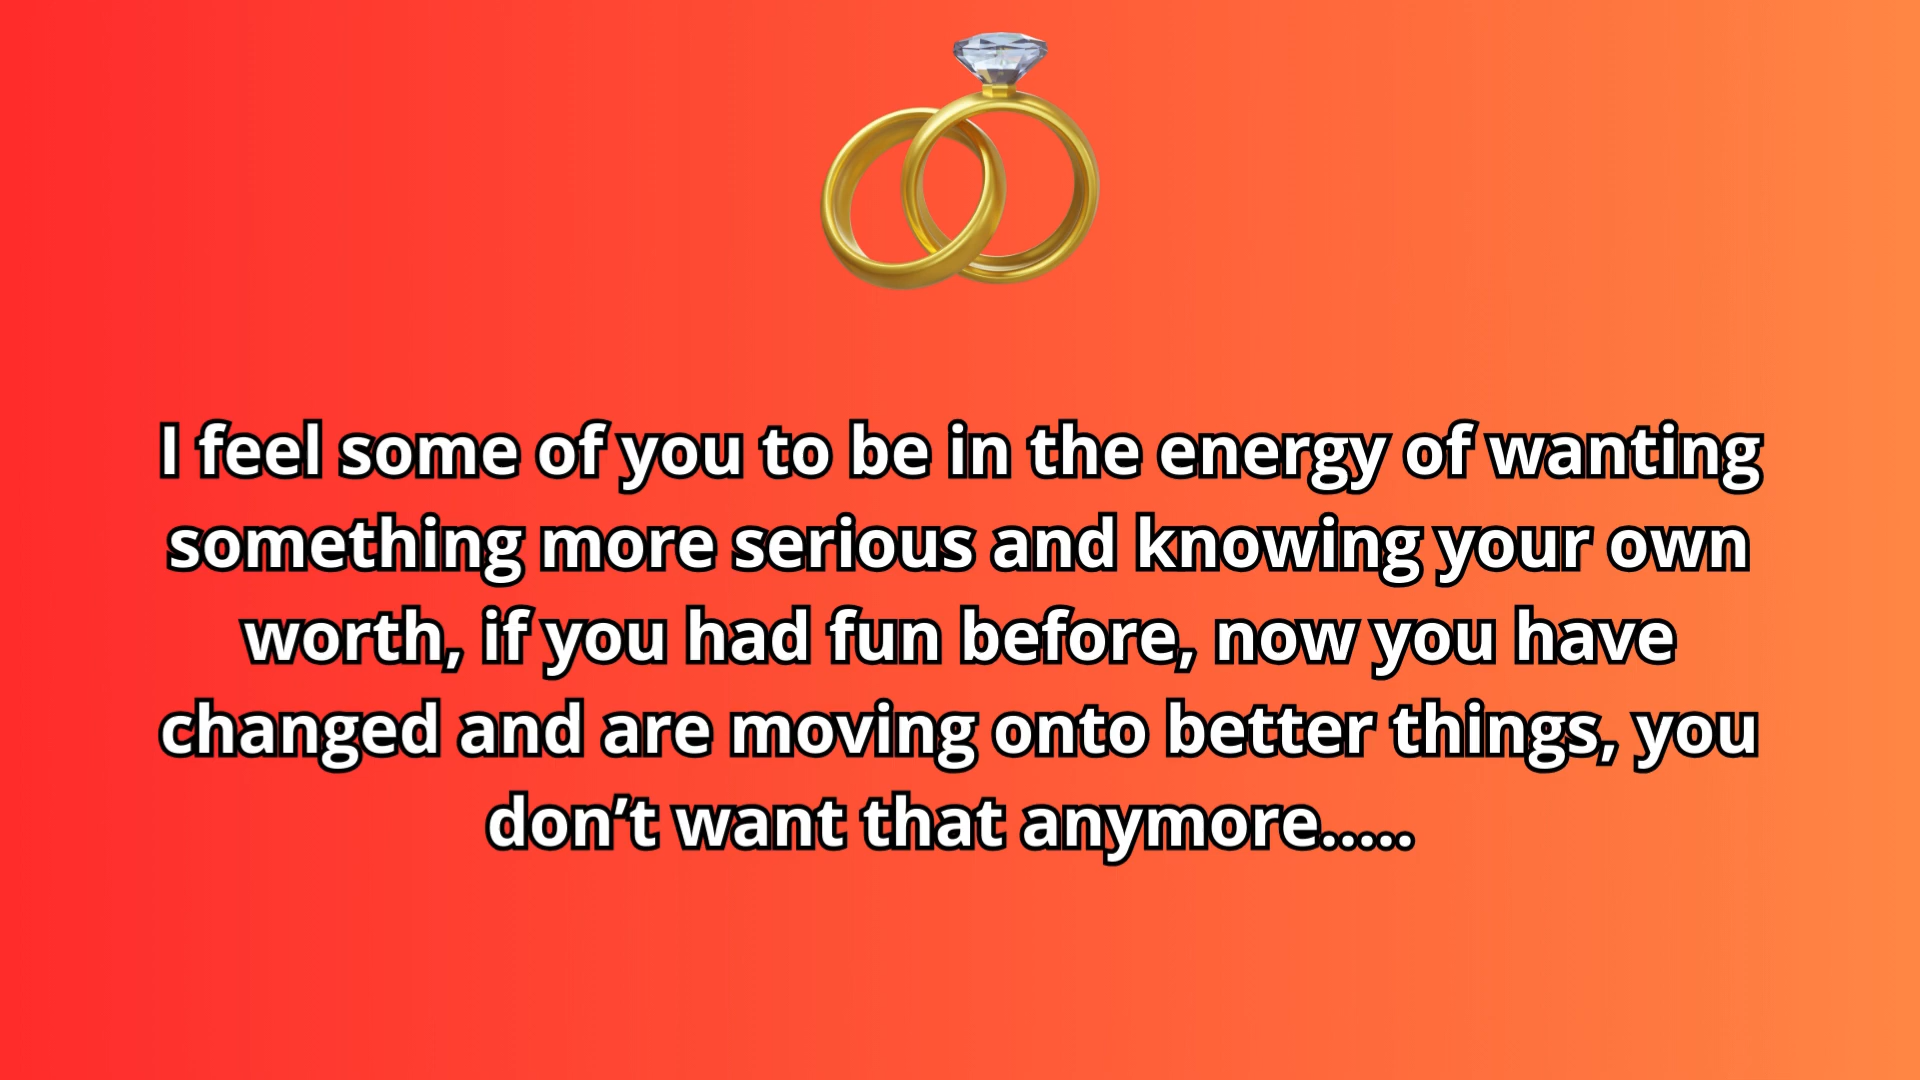 I feel some of you to be in the energy of wanting
something more serious and knowing your own
worth, if you had fun before, now you have
changed and are moving onto better things, you
don’t want that anymore.....